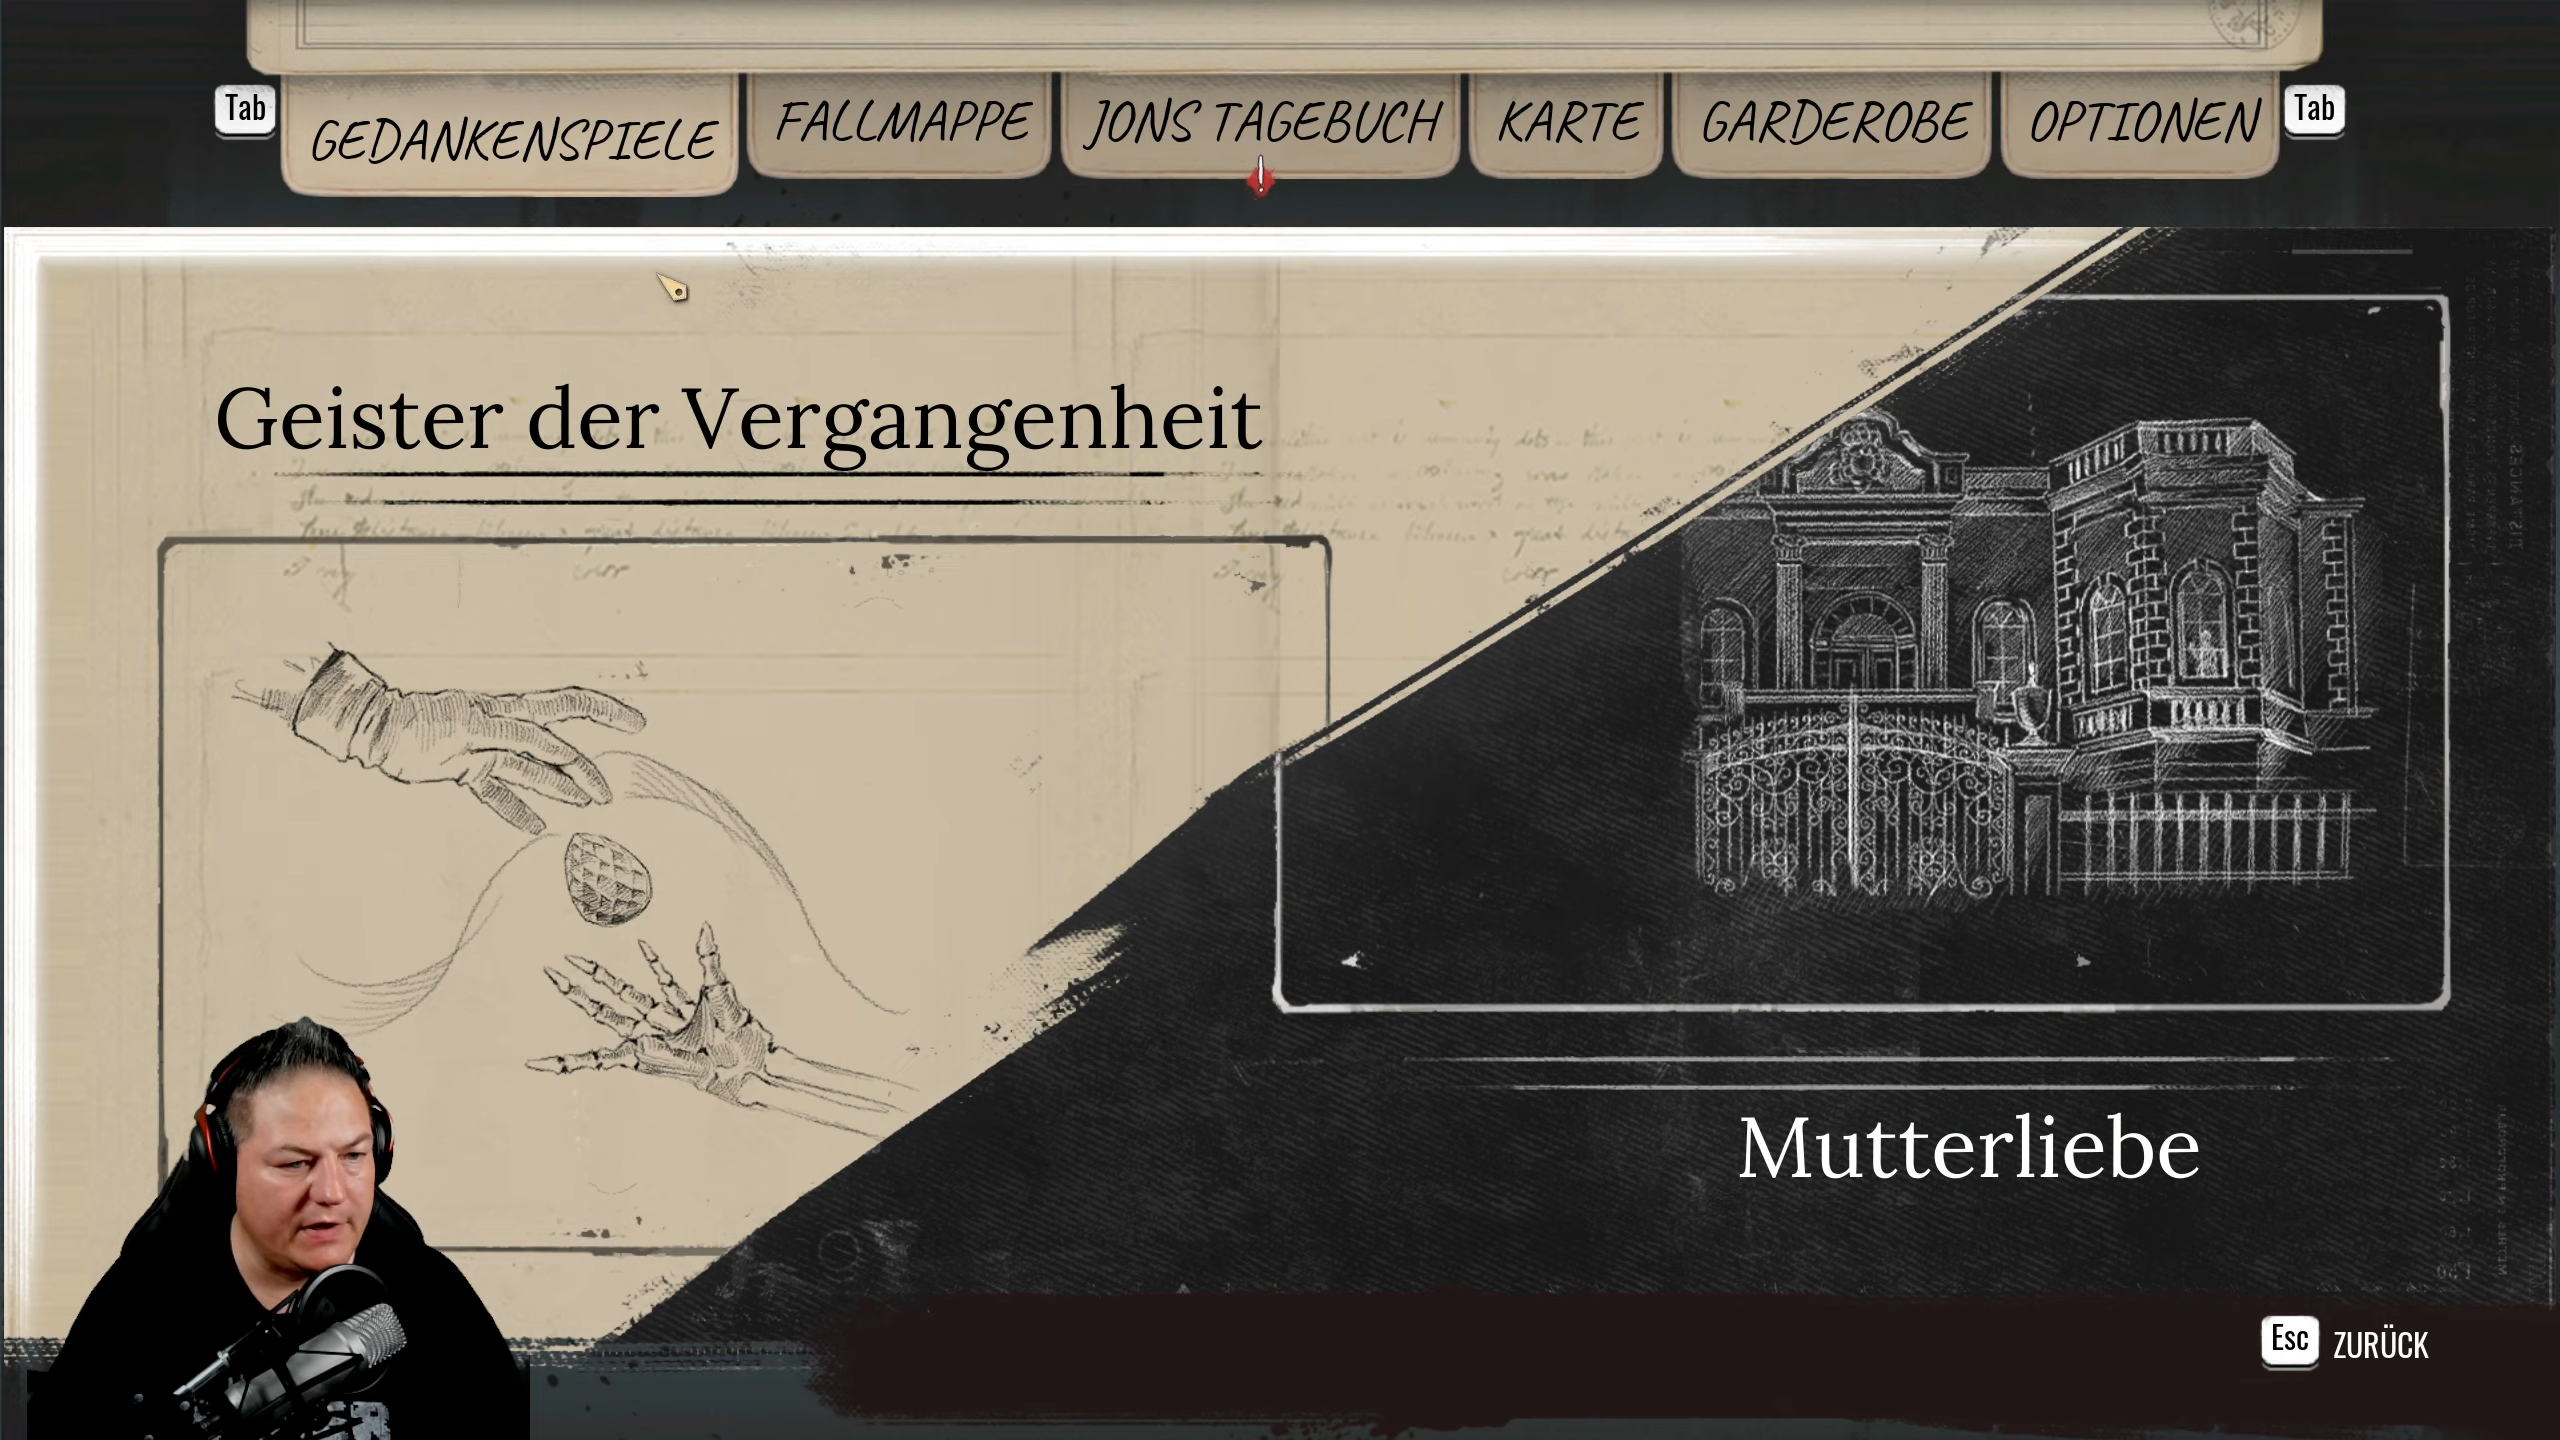 Tab
GEDANKENSPIELE
FALLMAPPE
JONS TAGEBUCH
KARTE
GARDEROBE
OPTIONEN
Tab
Geister der Vergangenheit
Mutterliebe
Esc ZURÜCK